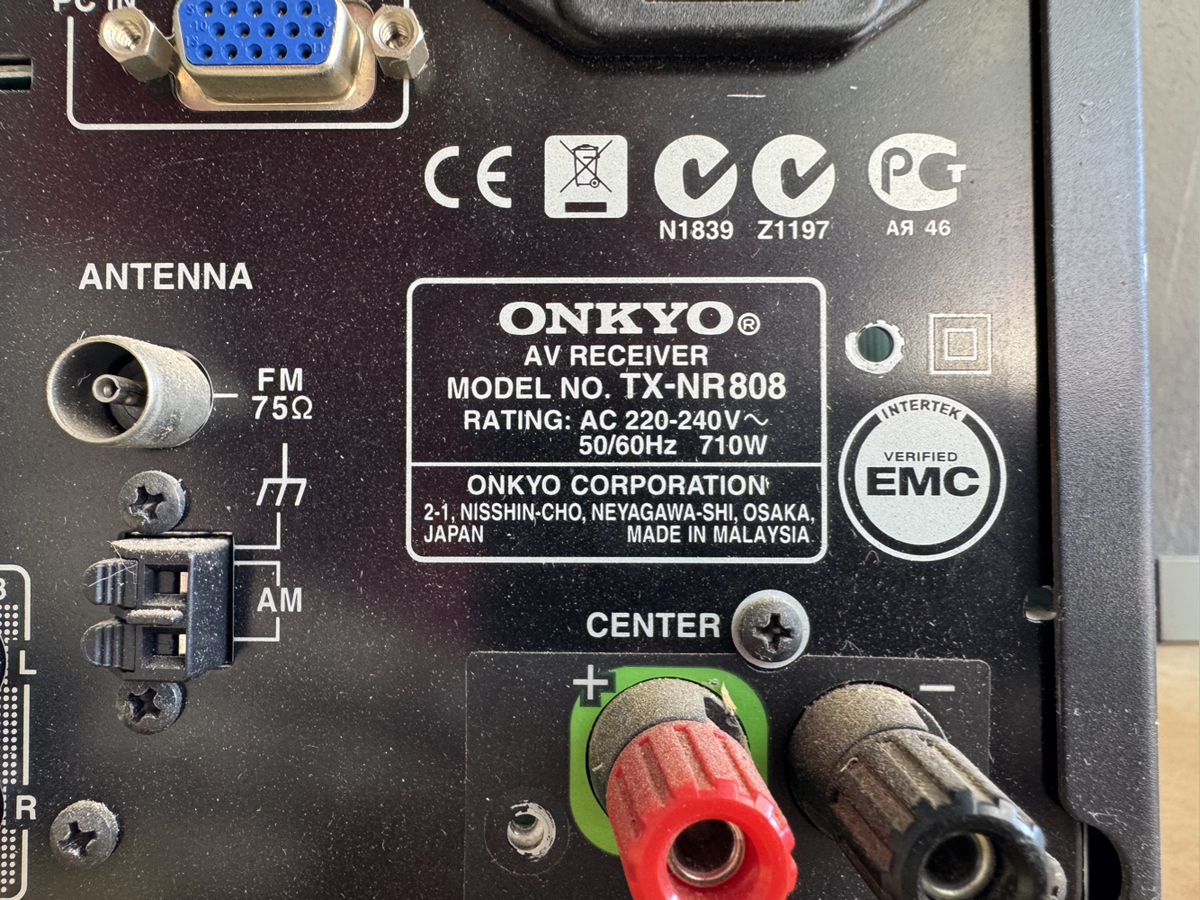 PC IN
CE
N1839 Z1197 АЯ 46
ANTENNA
FM
75Ω
AM
ONKYO®
AV RECEIVER
MODEL NO. TX-NR808
RATING: AC 220-240V~
50/60Hz 710W
ONKYO CORPORATION
2-1, NISSHIN-CHO, NEYAGAWA-SHI, OSAKA,
JAPAN MADE IN MALAYSIA
INTERTEK
VERIFIED
EMC
CENTER
+ −
L
R